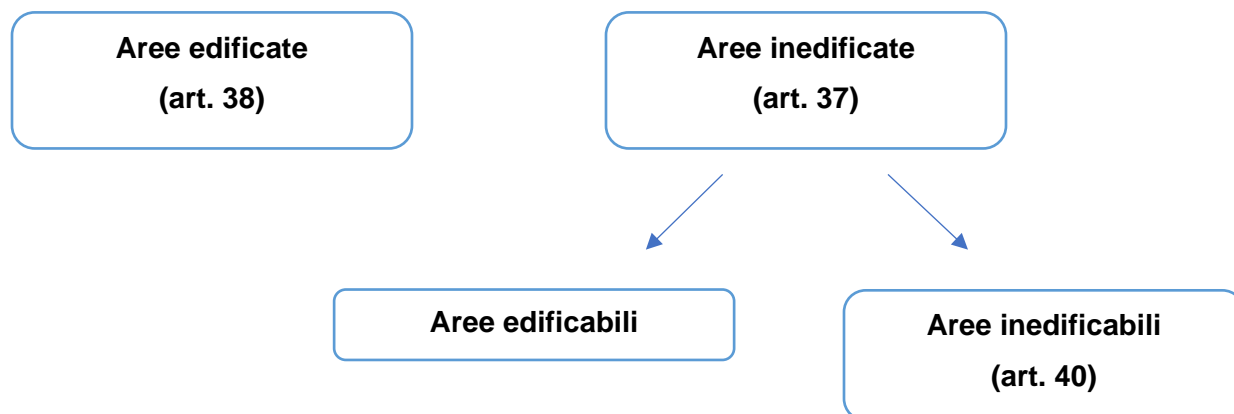 Aree edificate
(art. 38)
Aree inedificate
(art. 37)
Aree edificabili
Aree inedificabili
(art. 40)